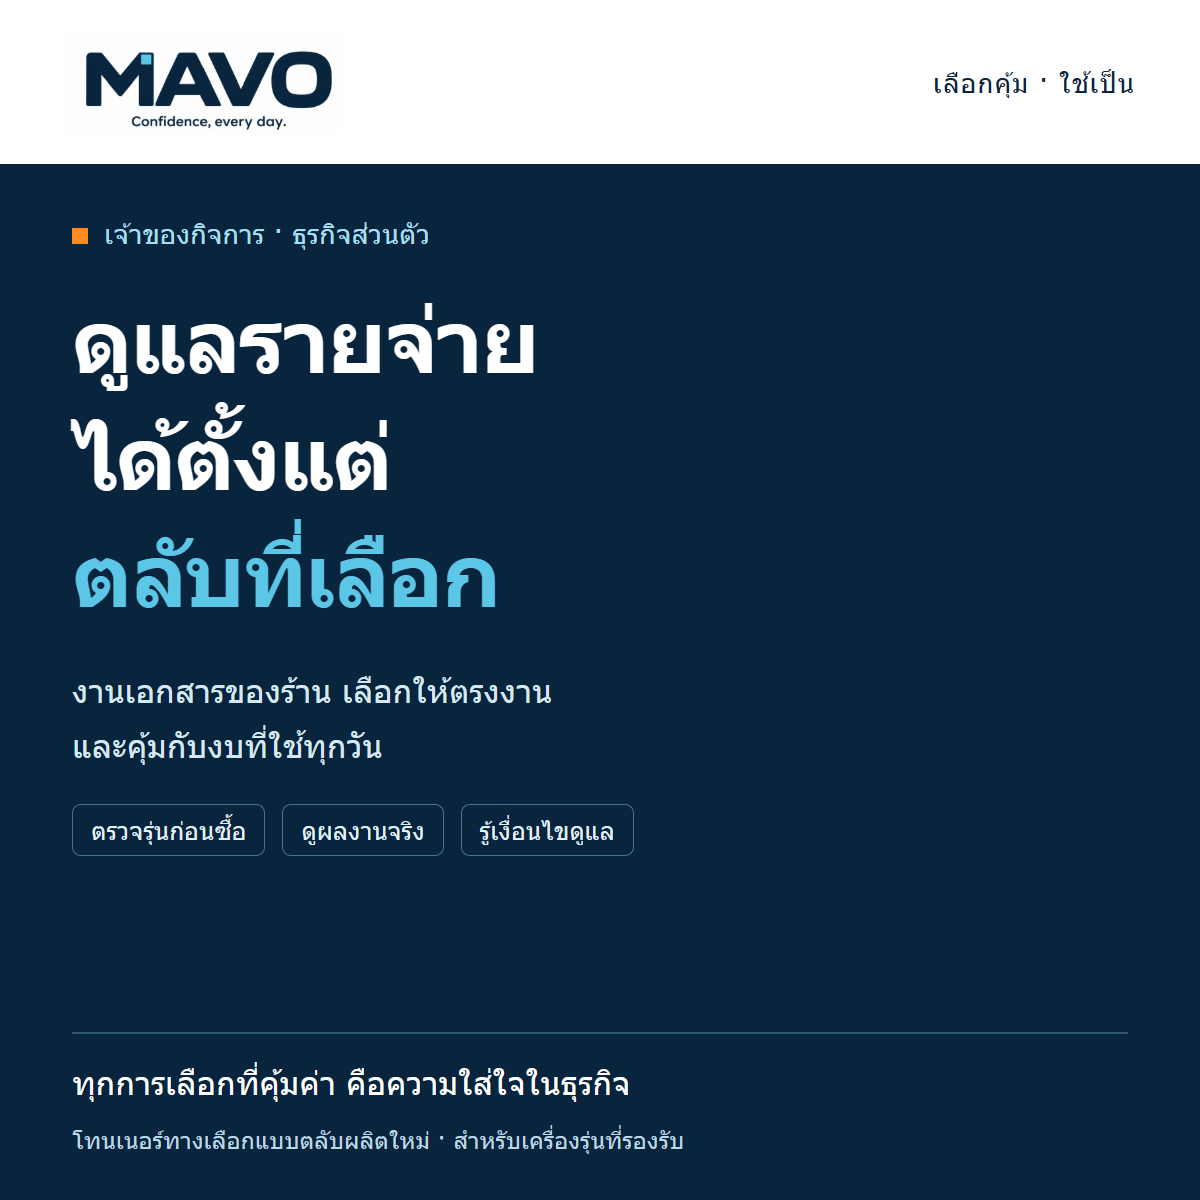 MAVO
Confidence, every day.
เลือกคุ้ม · ใช้เป็น
เจ้าของกิจการ · ธุรกิจส่วนตัว
ดูแลรายจ่าย
ได้ตั้งแต่
ตลับที่เลือก
งานเอกสารของร้าน เลือกให้ตรงงาน
และคุ้มกับงบที่ใช้ทุกวัน
ตรวจรุ่นก่อนซื้อ
ดูผลงานจริง
รู้เงื่อนไขดูแล
ทุกการเลือกที่คุ้มค่า คือความใส่ใจในธุรกิจ
โทนเนอร์ทางเลือกแบบตลับผลิตใหม่ · สำหรับเครื่องรุ่นที่รองรับ